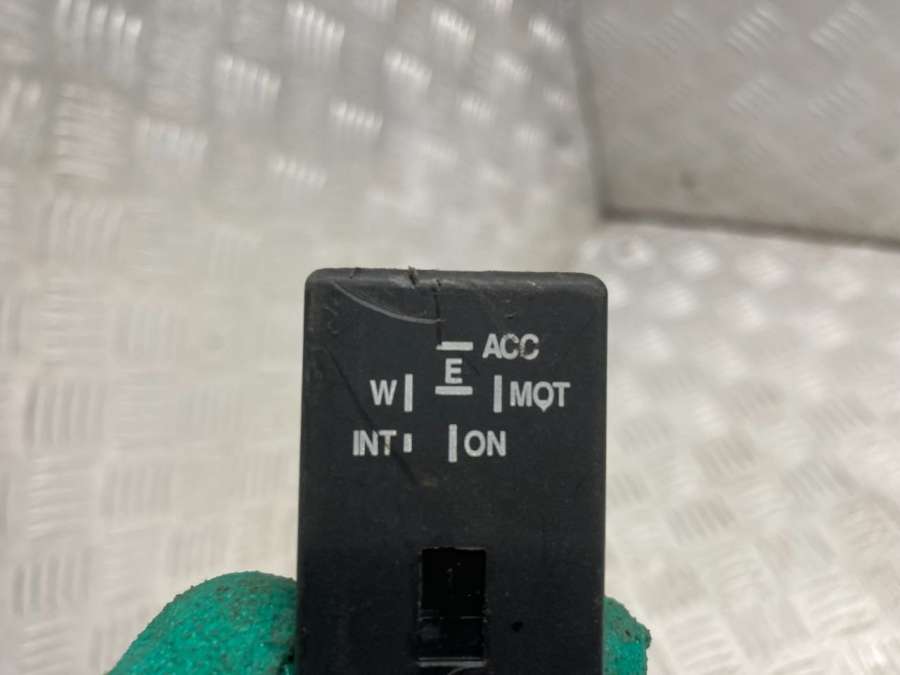 ACC
E
W MOT
INT ON